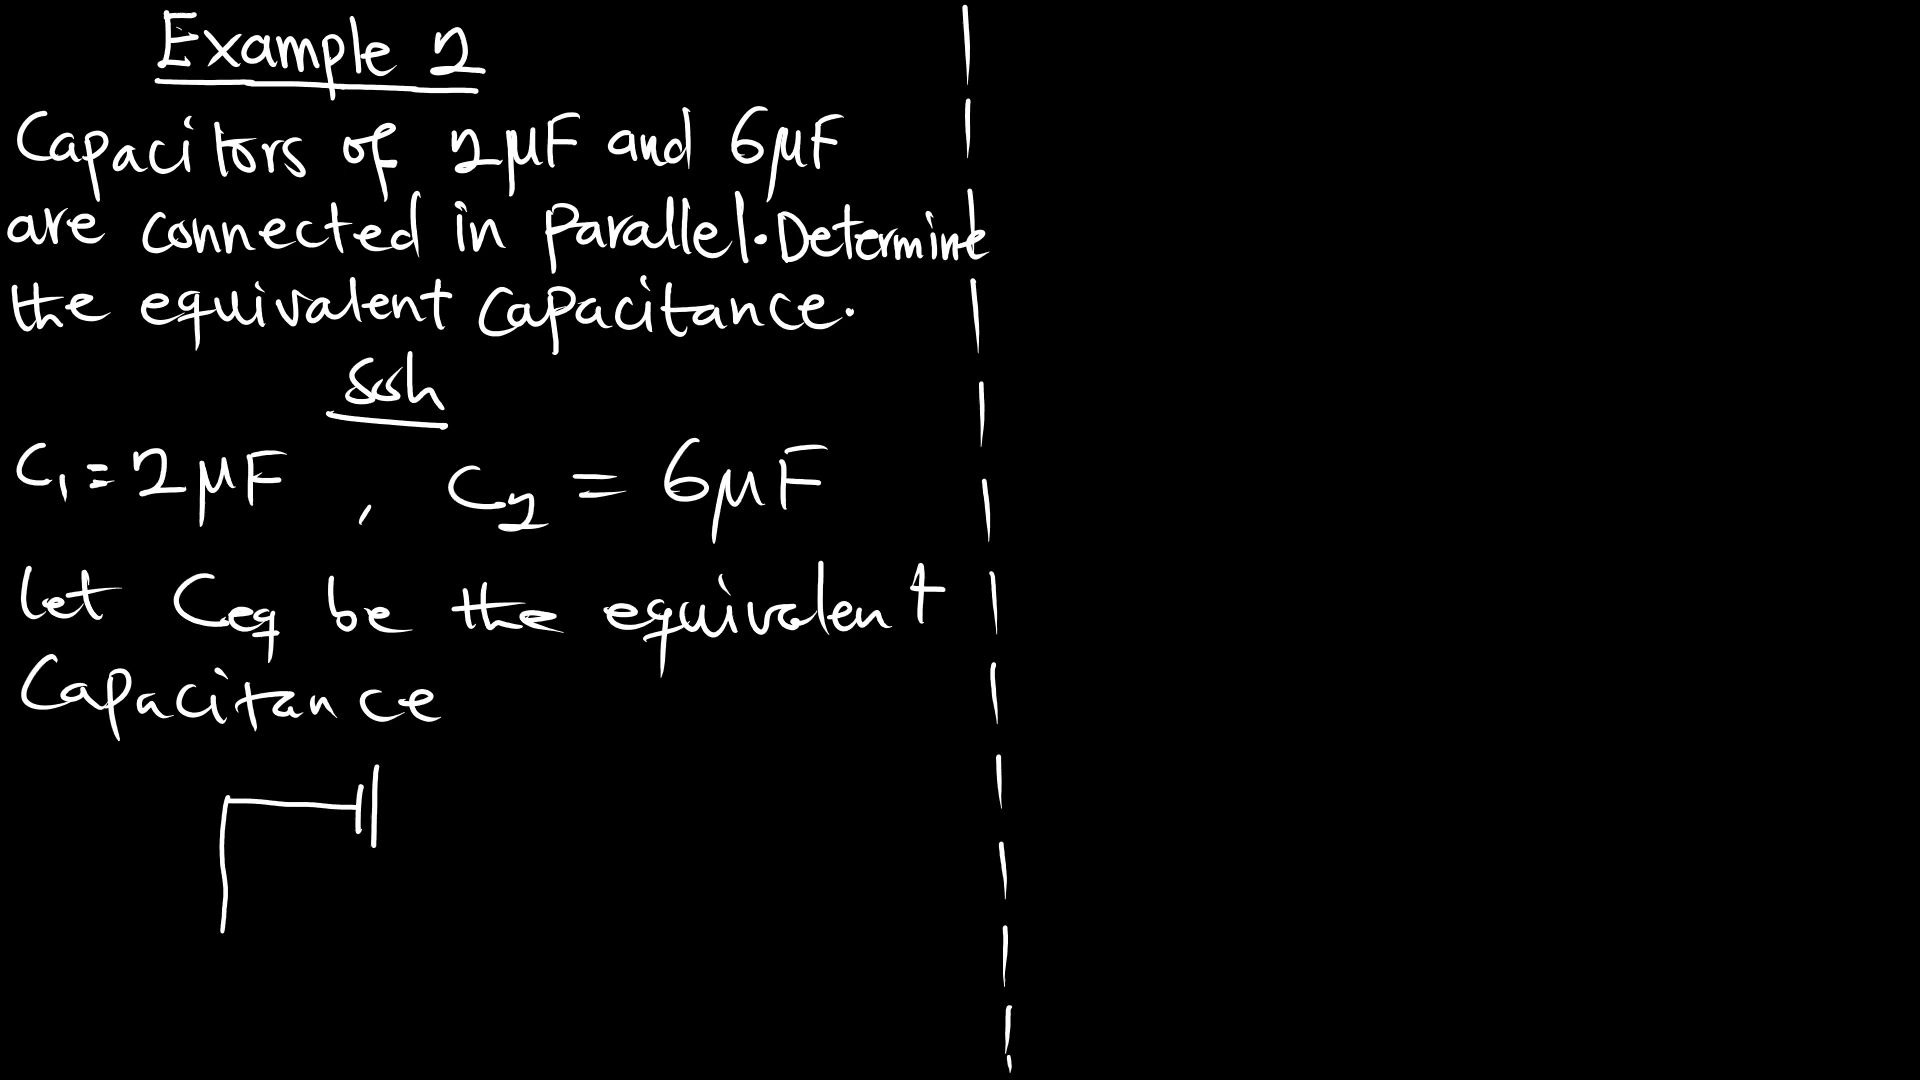 Example 2
Capacitors of 2μF and 6μF
are connected in parallel. Determine
the equivalent capacitance.
Soln
C₁ = 2μF , C₂ = 6μF
Let Ceq be the equivalent
Capacitance